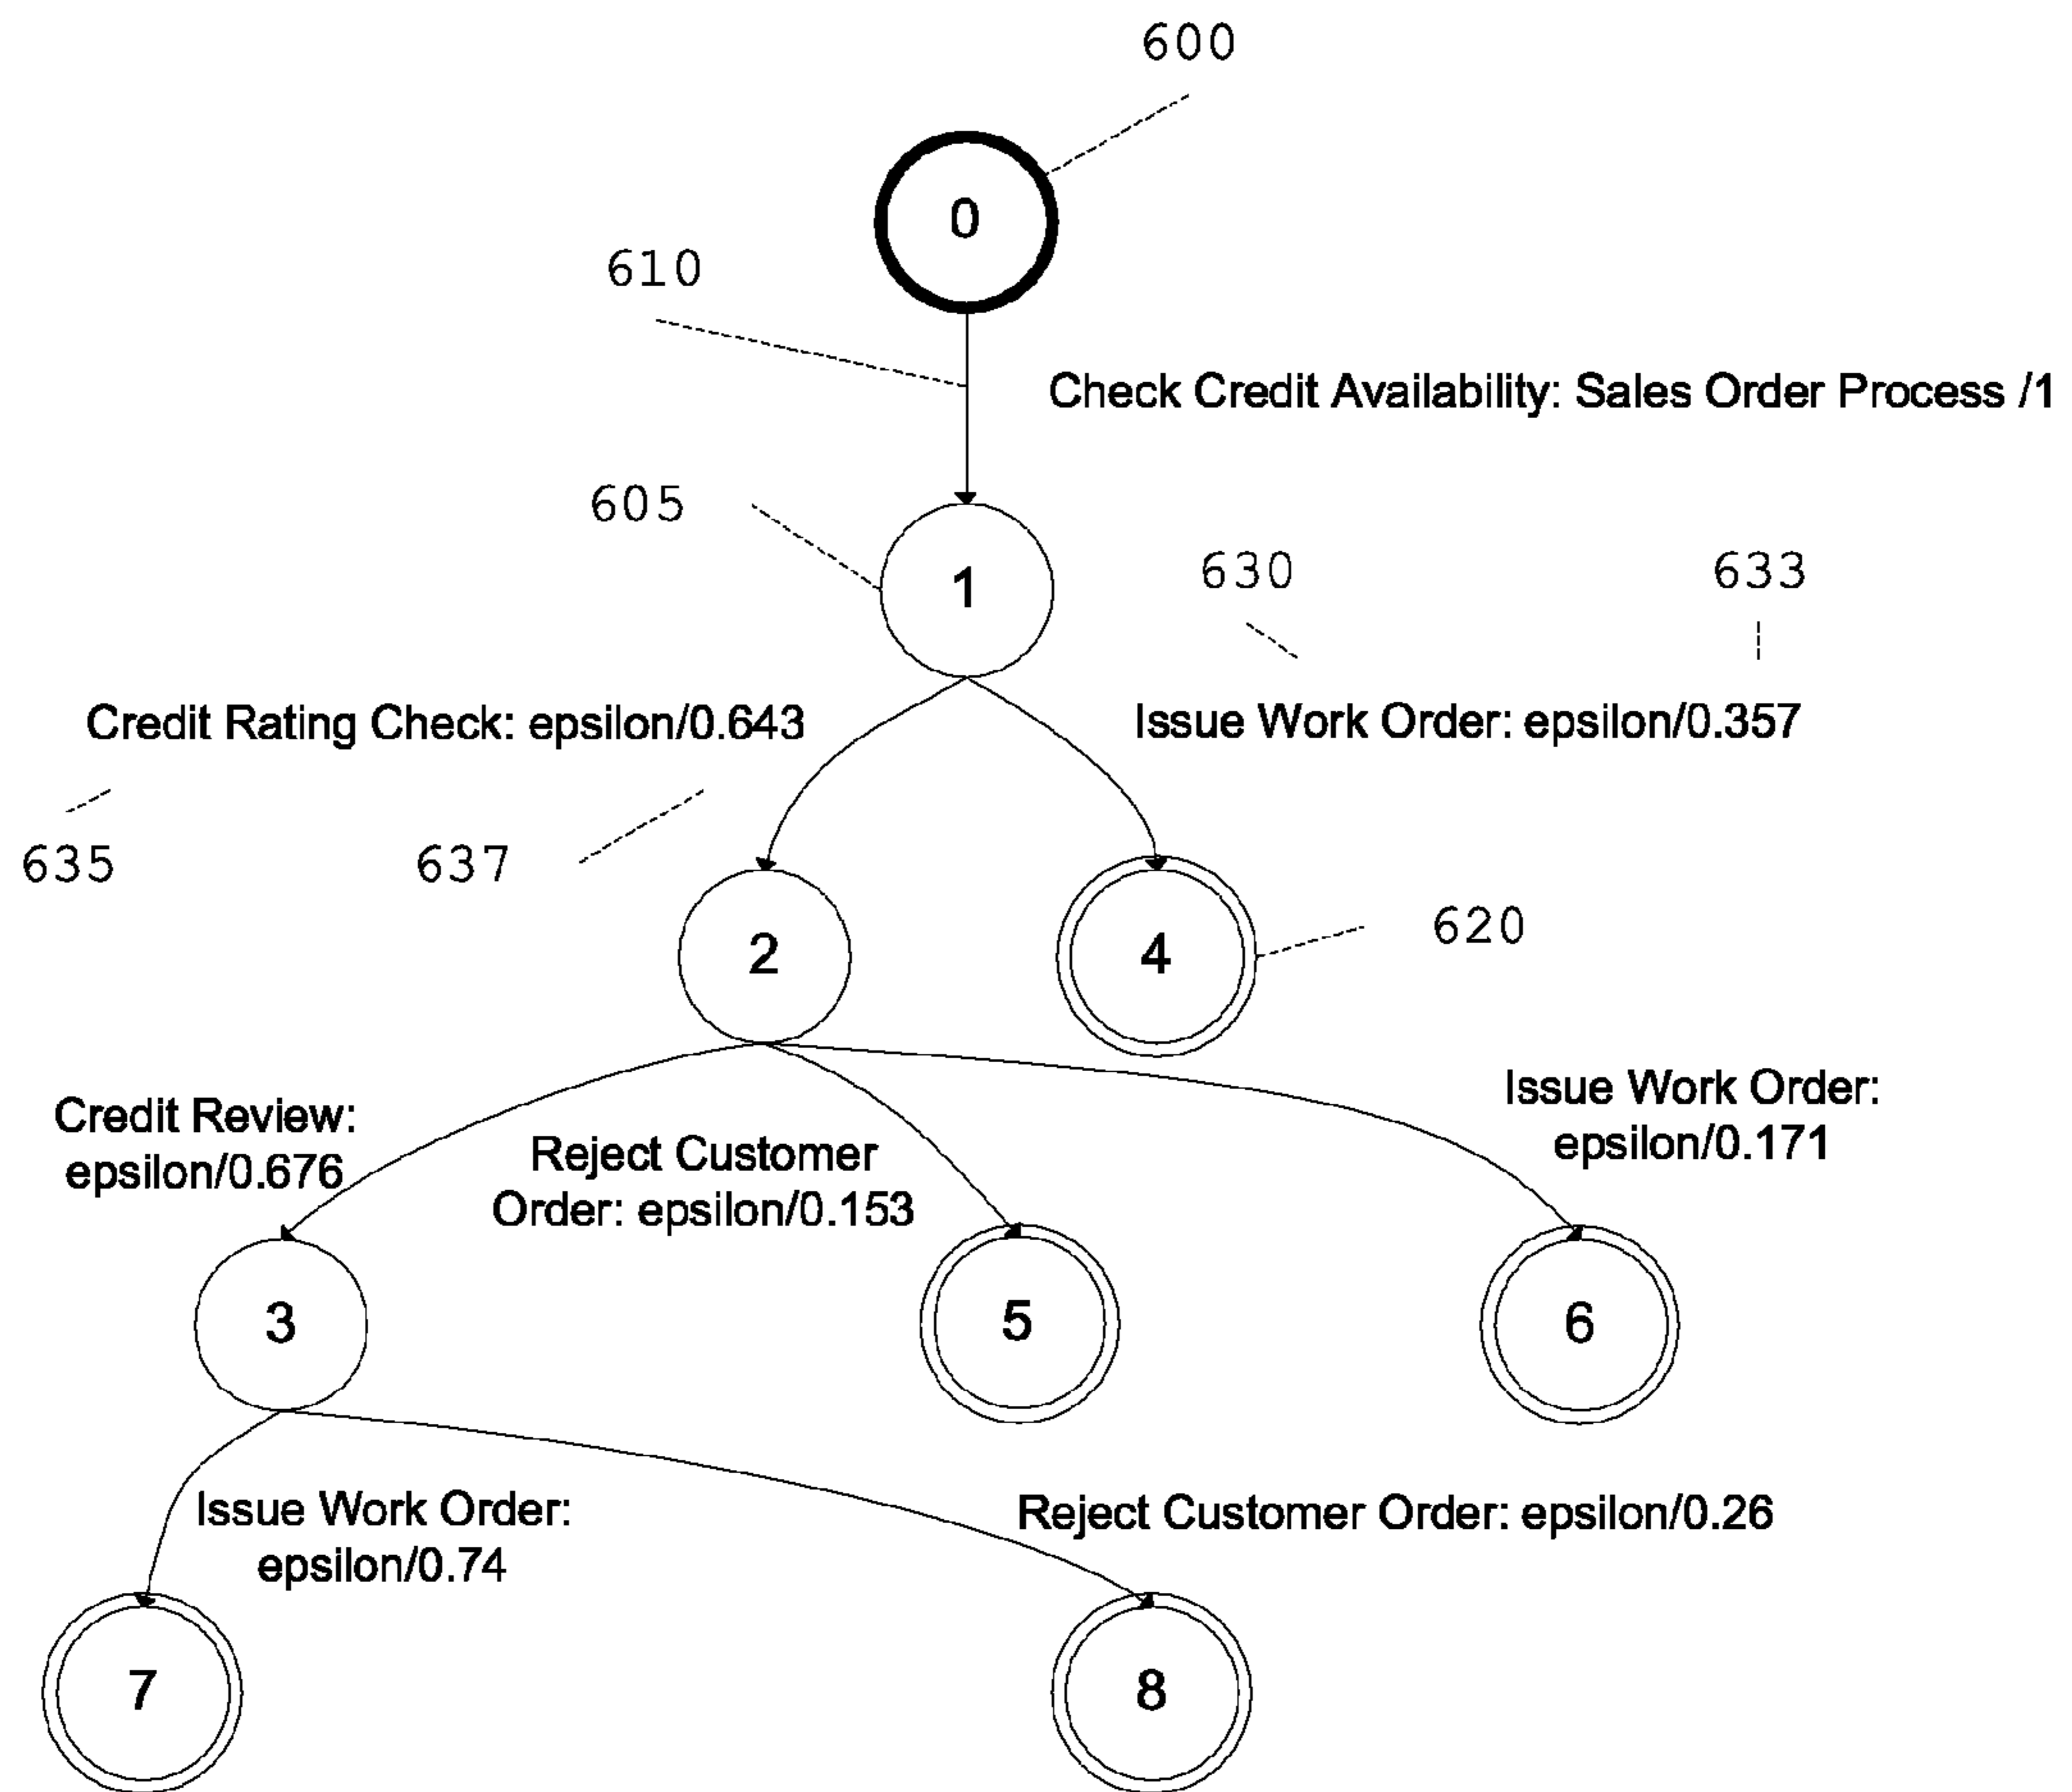 600
0
610
Check Credit Availability: Sales Order Process /1
605
1
630
633
Credit Rating Check: epsilon/0.643
Issue Work Order: epsilon/0.357
635
637
2
4
620
Credit Review:
epsilon/0.676
Reject Customer
Order: epsilon/0.153
Issue Work Order:
epsilon/0.171
3
5
6
Issue Work Order:
epsilon/0.74
Reject Customer Order: epsilon/0.26
7
8